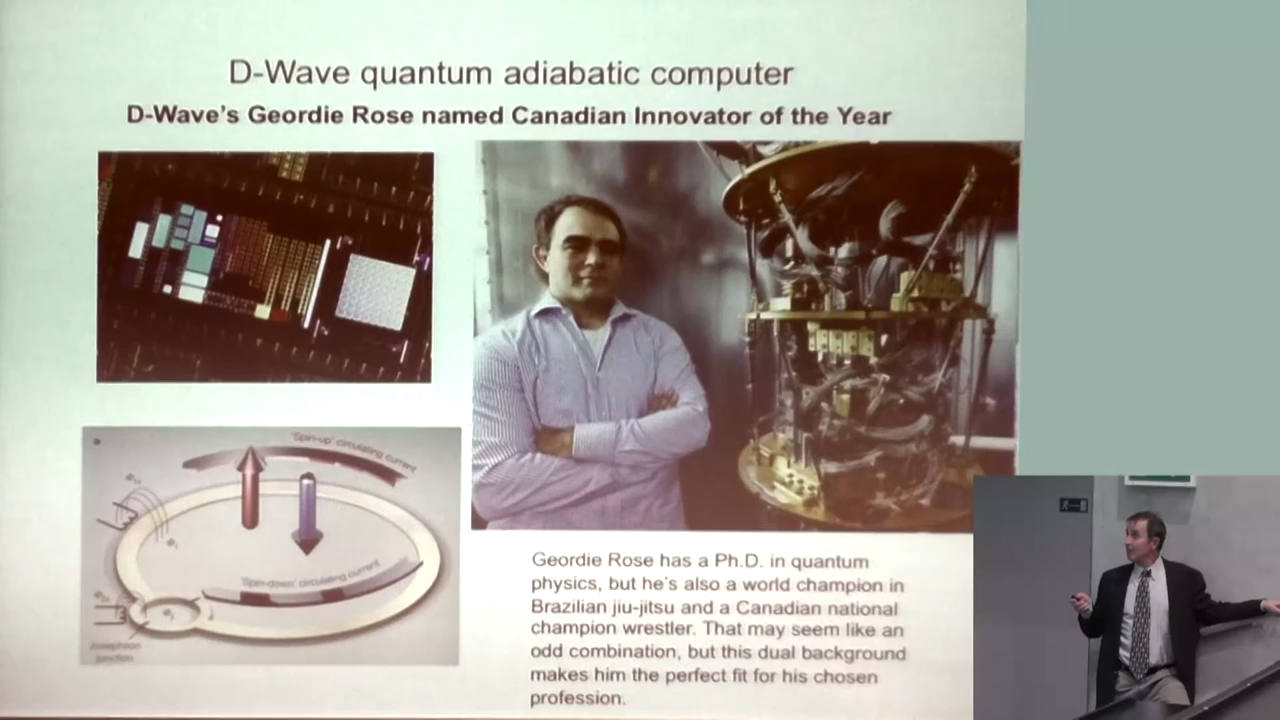 D-Wave quantum adiabatic computer
D-Wave's Geordie Rose named Canadian Innovator of the Year
'Spin-up' circulating current
'Spin-down' circulating current
Josephson
junction
Geordie Rose has a Ph.D. in quantum
physics, but he's also a world champion in
Brazilian jiu-jitsu and a Canadian national
champion wrestler. That may seem like an
odd combination, but this dual background
makes him the perfect fit for his chosen
profession.